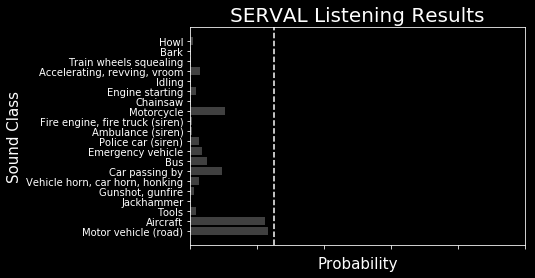 SERVAL Listening Results
Sound Class
Howl
Bark
Train wheels squealing
Accelerating, revving, vroom
Idling
Engine starting
Chainsaw
Motorcycle
Fire engine, fire truck (siren)
Ambulance (siren)
Police car (siren)
Emergency vehicle
Bus
Car passing by
Vehicle horn, car horn, honking
Gunshot, gunfire
Jackhammer
Tools
Aircraft
Motor vehicle (road)
Probability